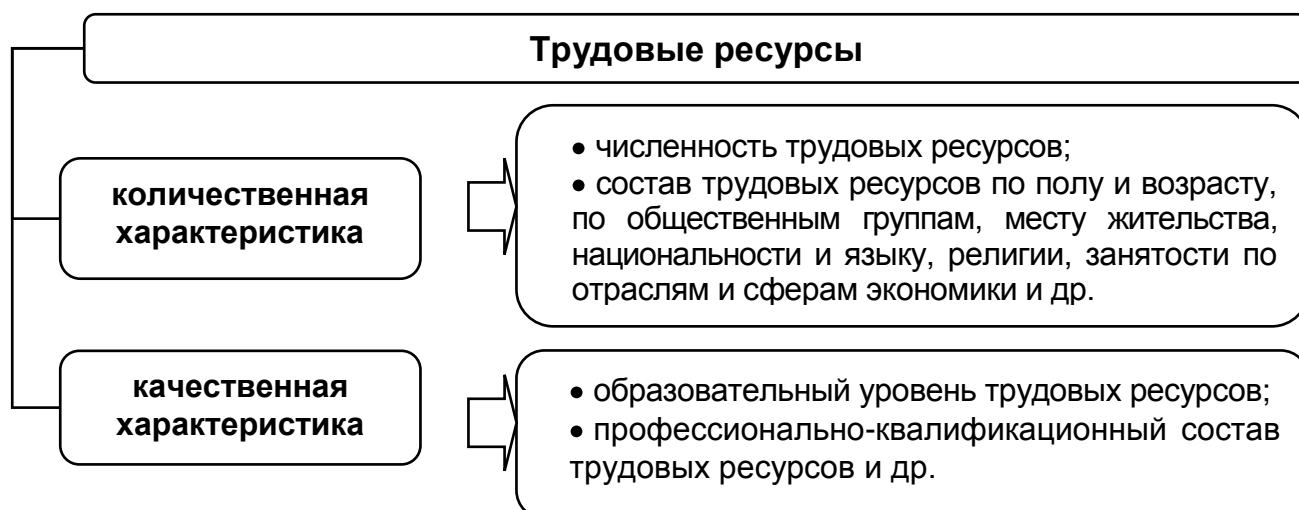 Трудовые ресурсы
количественная
характеристика
• численность трудовых ресурсов;
• состав трудовых ресурсов по полу и возрасту,
по общественным группам, месту жительства,
национальности и языку, религии, занятости по
отраслям и сферам экономики и др.
качественная
характеристика
• образовательный уровень трудовых ресурсов;
• профессионально-квалификационный состав
трудовых ресурсов и др.